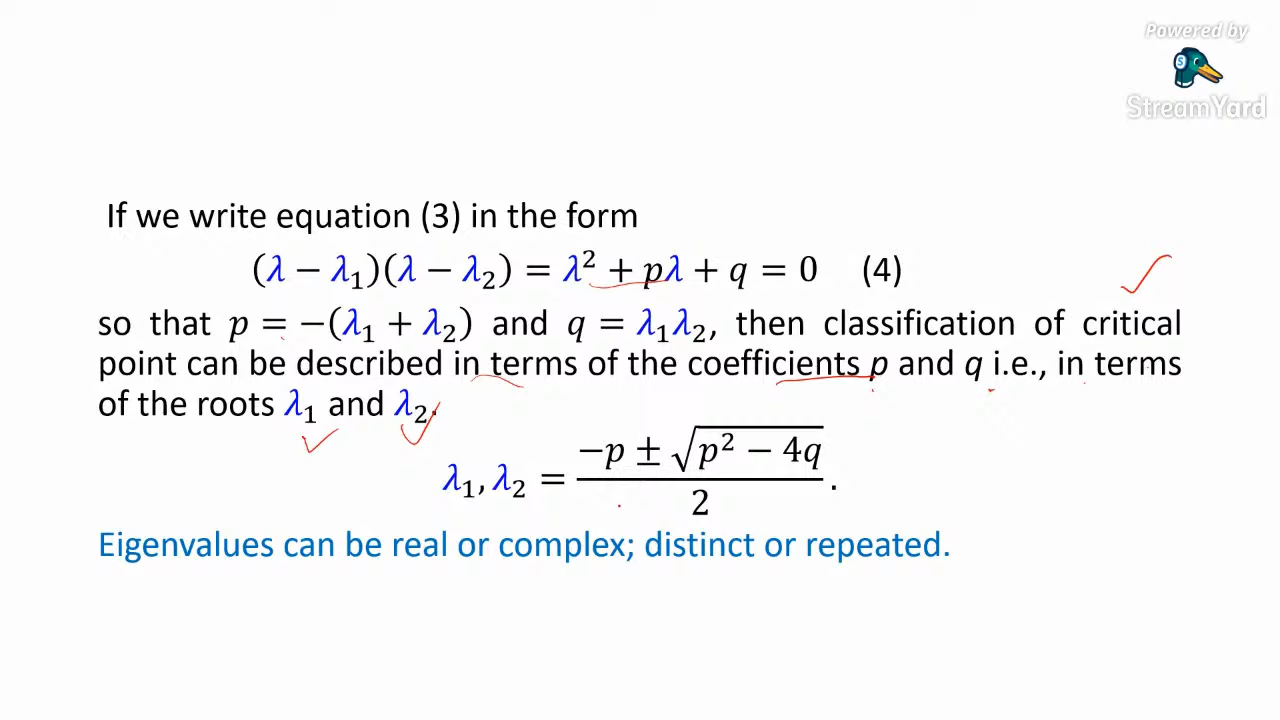 Powered by
StreamYard
If we write equation (3) in the form
(λ − λ₁)(λ − λ₂) = λ² + pλ + q = 0 (4)
so that p = −(λ₁ + λ₂) and q = λ₁λ₂, then classification of critical
point can be described in terms of the coefficients p and q i.e., in terms
of the roots λ₁ and λ₂.
λ₁, λ₂ = (−p ± √(p² − 4q)) / 2 .
Eigenvalues can be real or complex; distinct or repeated.